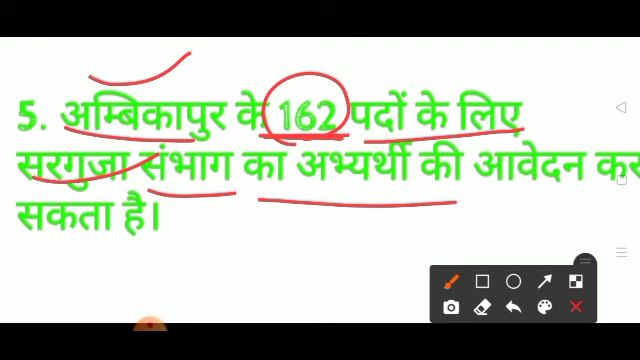 5. अम्बिकापुर के 162 पदों के लिए
सरगुजा संभाग का अभ्यर्थी की आवेदन कर
सकता है।